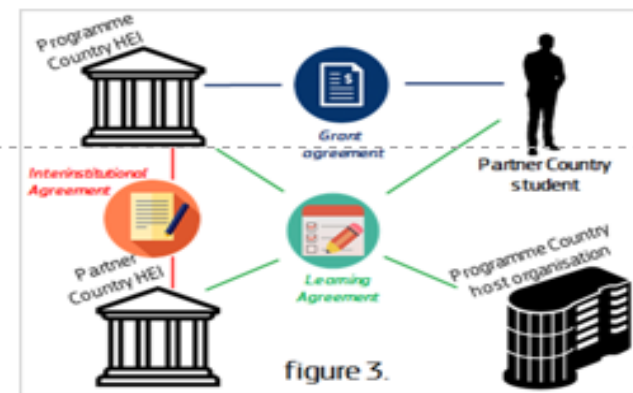 Programme
Country HEI
$
Grant
agreement
Partner Country
student
Interinstitutional
Agreement
Partner
Country HEI
Learning
Agreement
Programme Country
host organisation
figure 3.